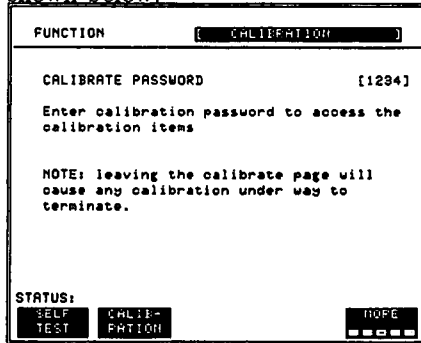 FUNCTION [ CALIBRATION ]
CALIBRATE PASSWORD [1234]
Enter calibration password to access the
calibration items
NOTE: leaving the calibrate page will
cause any calibration under way to
terminate.
STATUS:
SELF TEST
CALIB- RATION
MORE